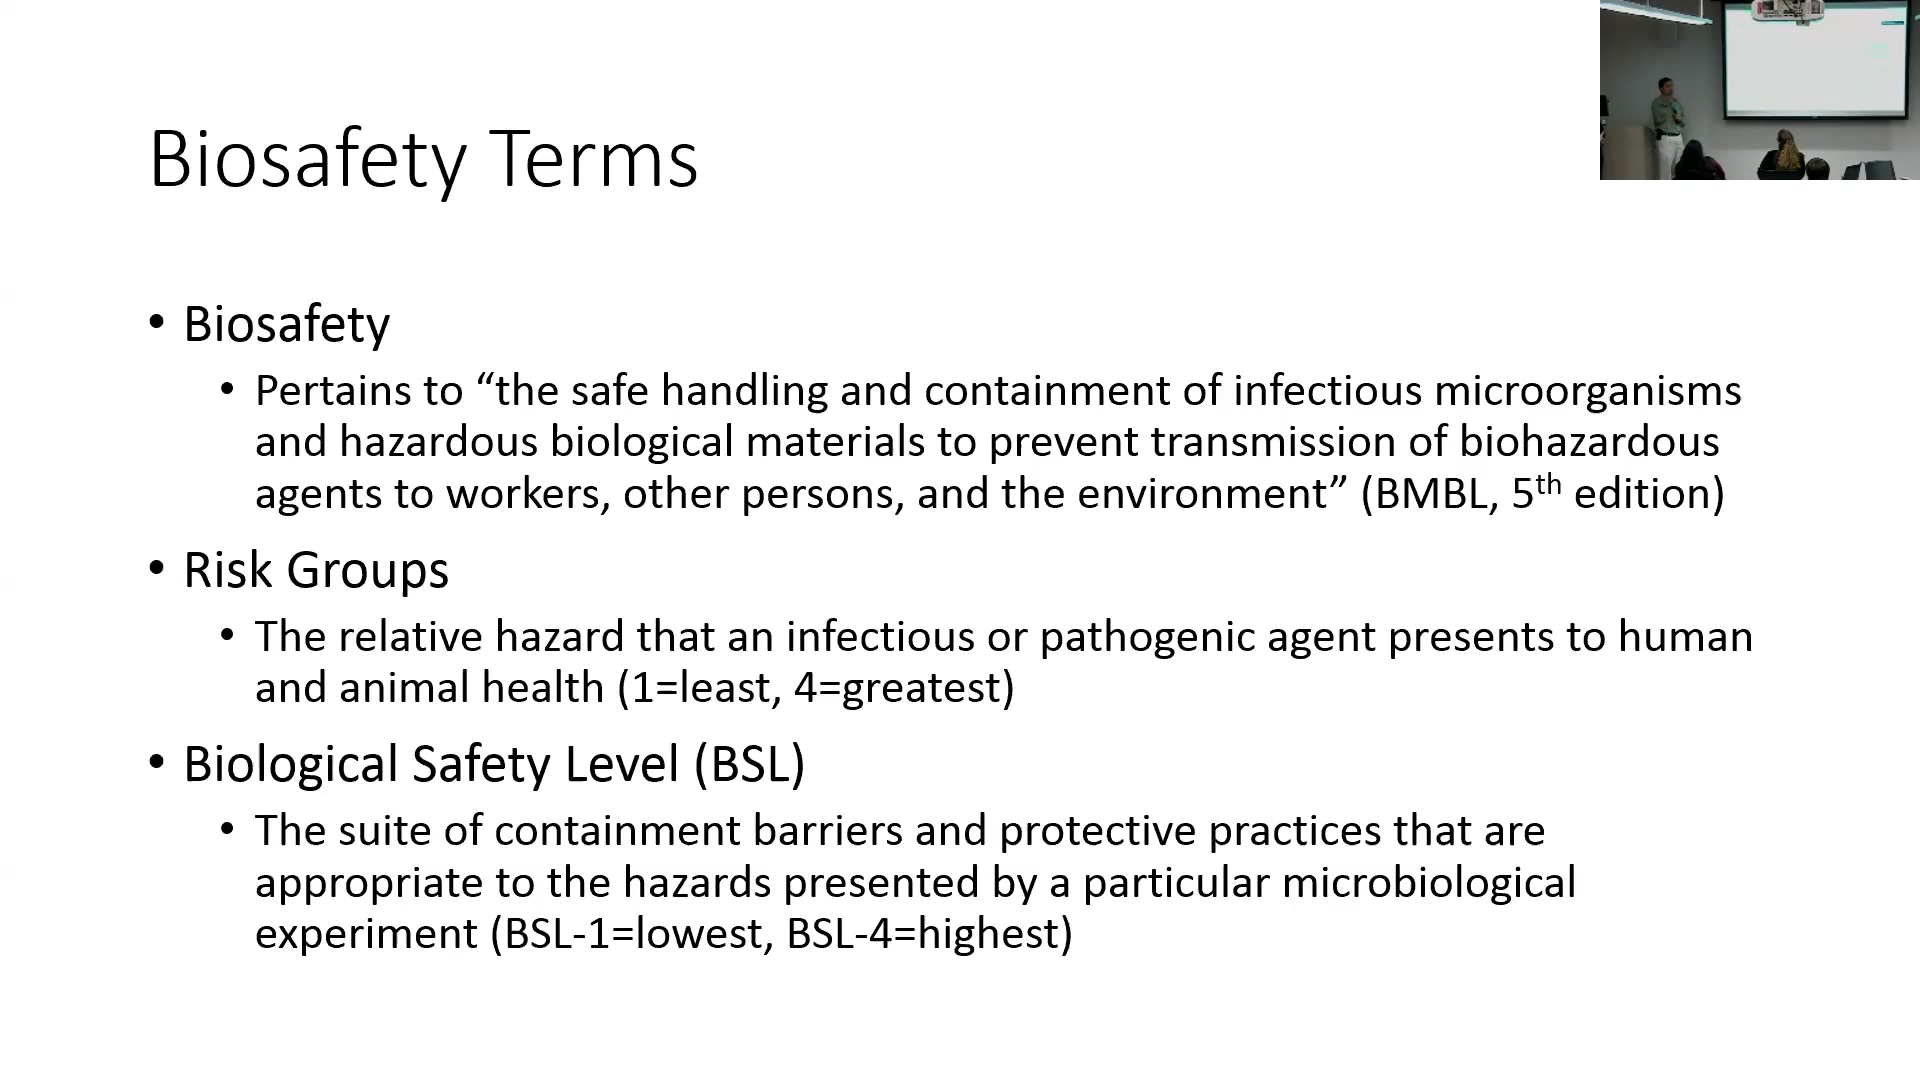 Biosafety Terms
• Biosafety
• Pertains to “the safe handling and containment of infectious microorganisms
and hazardous biological materials to prevent transmission of biohazardous
agents to workers, other persons, and the environment” (BMBL, 5th edition)
• Risk Groups
• The relative hazard that an infectious or pathogenic agent presents to human
and animal health (1=least, 4=greatest)
• Biological Safety Level (BSL)
• The suite of containment barriers and protective practices that are
appropriate to the hazards presented by a particular microbiological
experiment (BSL-1=lowest, BSL-4=highest)